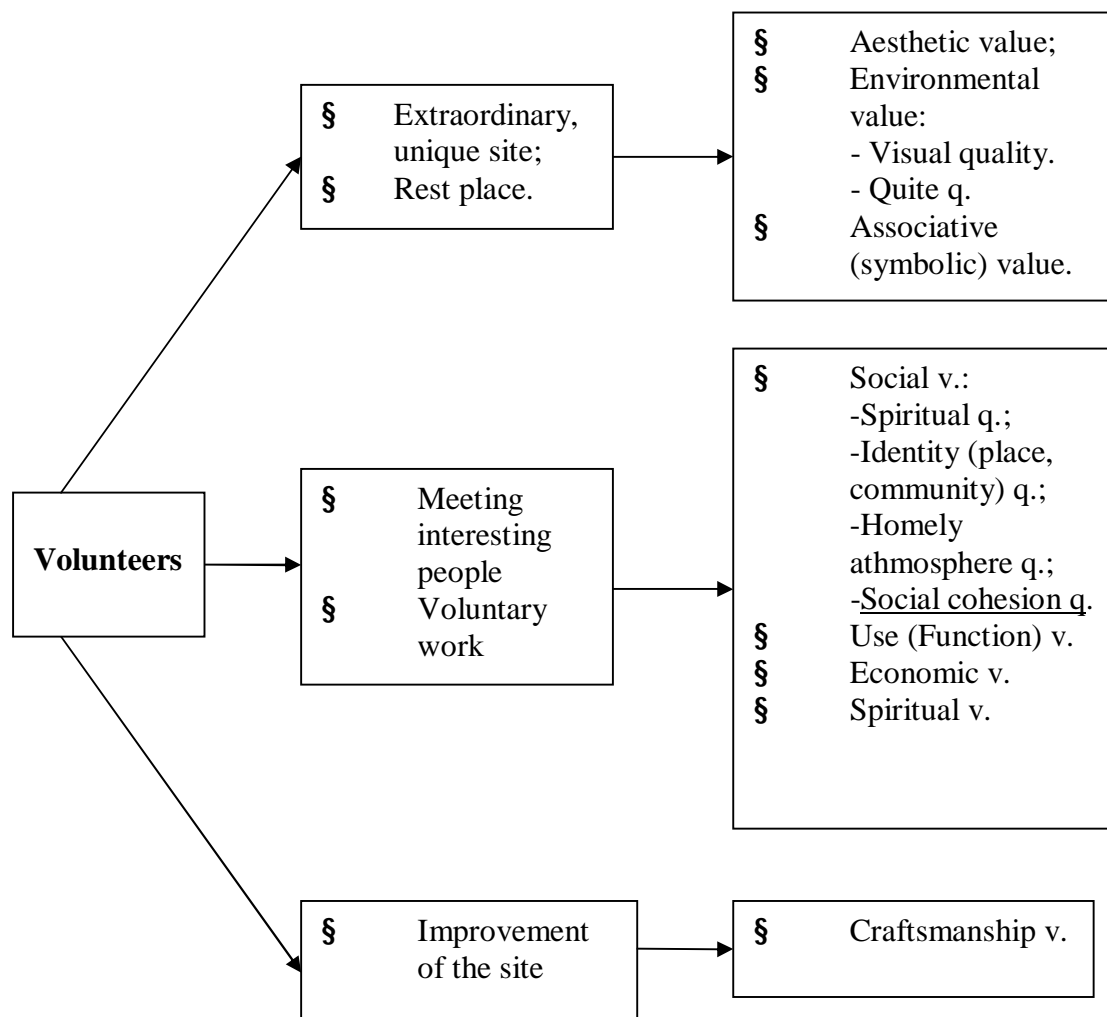 Volunteers
§ Extraordinary,
unique site;
§ Rest place.
§ Aesthetic value;
§ Environmental
value:
- Visual quality.
- Quite q.
§ Associative
(symbolic) value.
§ Meeting
interesting
people
§ Voluntary
work
§ Social v.:
-Spiritual q.;
-Identity (place,
community) q.;
-Homely
athmosphere q.;
-Social cohesion q.
§ Use (Function) v.
§ Economic v.
§ Spiritual v.
§ Improvement
of the site
§ Craftsmanship v.